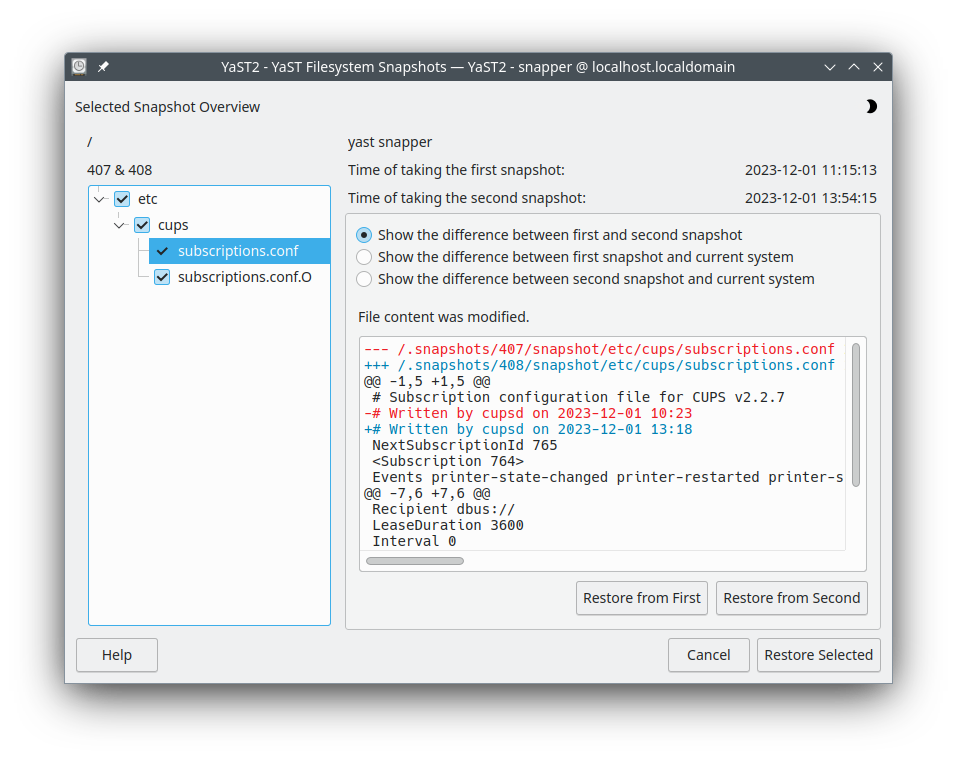 YaST2 - YaST Filesystem Snapshots — YaST2 - snapper @ localhost.localdomain
Selected Snapshot Overview
/
407 & 408
etc
cups
subscriptions.conf
subscriptions.conf.O
yast snapper
Time of taking the first snapshot: 2023-12-01 11:15:13
Time of taking the second snapshot: 2023-12-01 13:54:15
Show the difference between first and second snapshot
Show the difference between first snapshot and current system
Show the difference between second snapshot and current system
File content was modified.
--- /.snapshots/407/snapshot/etc/cups/subscriptions.conf
+++ /.snapshots/408/snapshot/etc/cups/subscriptions.conf
@@ -1,5 +1,5 @@
# Subscription configuration file for CUPS v2.2.7
-# Written by cupsd on 2023-12-01 10:23
+# Written by cupsd on 2023-12-01 13:18
NextSubscriptionId 765
<Subscription 764>
Events printer-state-changed printer-restarted printer-s
@@ -7,6 +7,6 @@
Recipient dbus://
LeaseDuration 3600
Interval 0
Restore from First
Restore from Second
Help
Cancel
Restore Selected